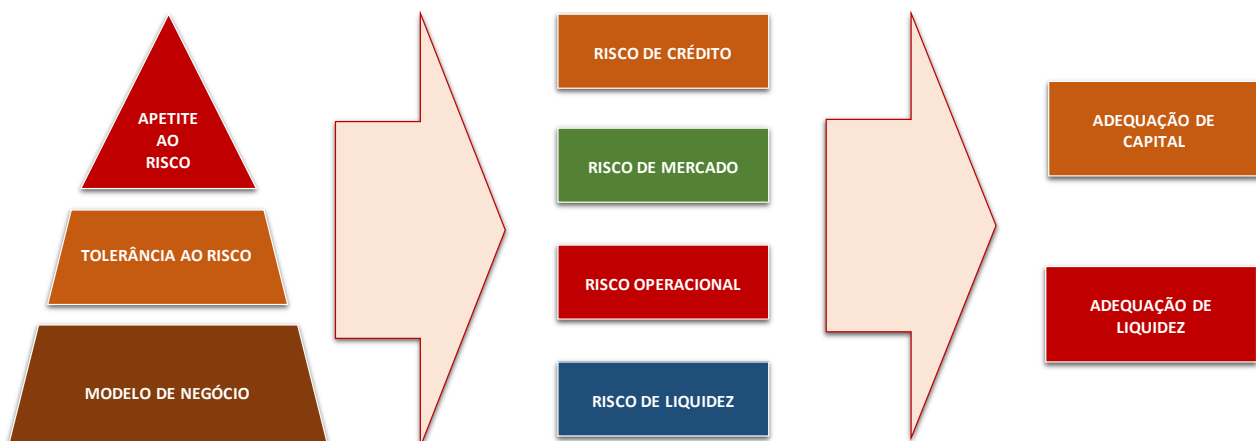 APETITE
AO
RISCO
TOLERÂNCIA AO RISCO
MODELO DE NEGÓCIO
RISCO DE CRÉDITO
RISCO DE MERCADO
RISCO OPERACIONAL
RISCO DE LIQUIDEZ
ADEQUAÇÃO DE
CAPITAL
ADEQUAÇÃO DE
LIQUIDEZ